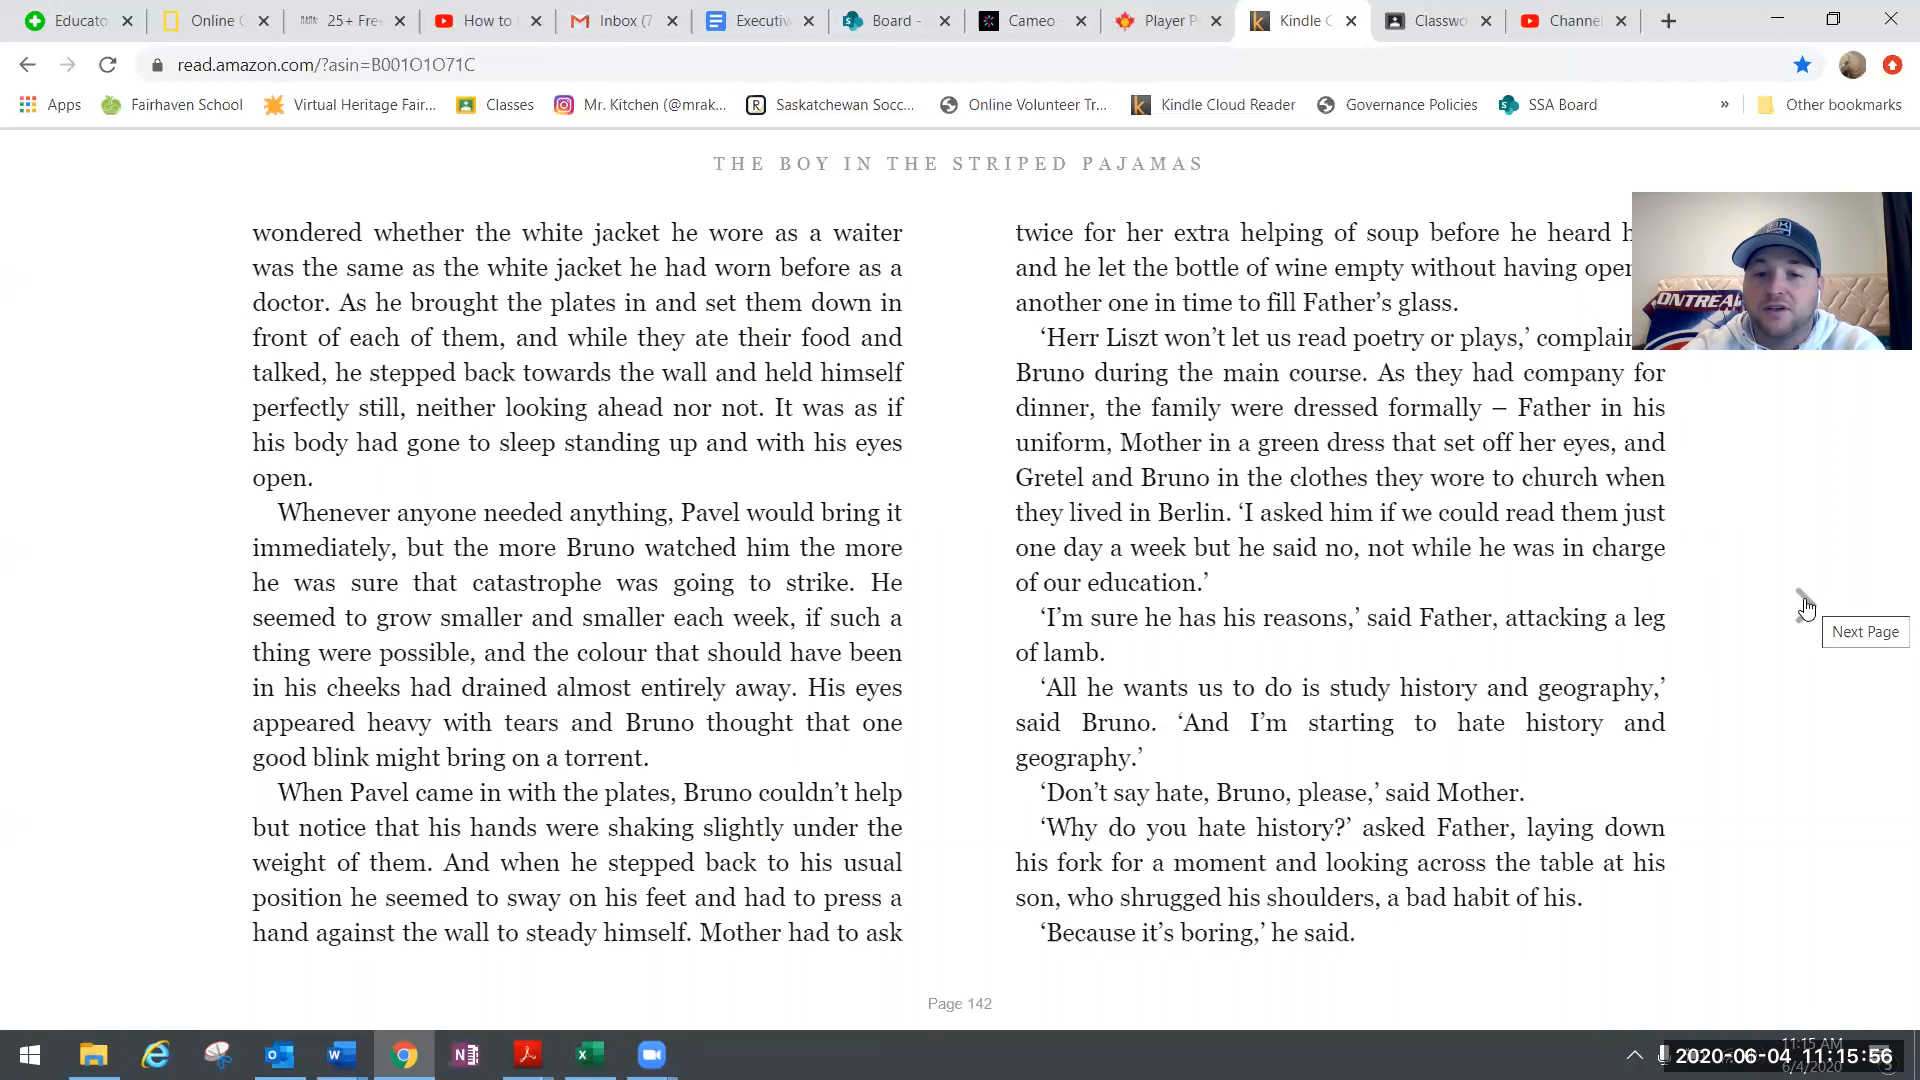 Educato
Online C
25+ Free
How to
Inbox (7
Executiv
Board -
Cameo
Player P
Kindle C
Classwo
Channel
read.amazon.com/?asin=B001O1O71C
Apps
Fairhaven School
Virtual Heritage Fair...
Classes
Mr. Kitchen (@mrak...
Saskatchewan Socc...
Online Volunteer Tr...
Kindle Cloud Reader
Governance Policies
SSA Board
»
Other bookmarks
THE BOY IN THE STRIPED PAJAMAS
wondered whether the white jacket he wore as a waiter
was the same as the white jacket he had worn before as a
doctor. As he brought the plates in and set them down in
front of each of them, and while they ate their food and
talked, he stepped back towards the wall and held himself
perfectly still, neither looking ahead nor not. It was as if
his body had gone to sleep standing up and with his eyes
open.
Whenever anyone needed anything, Pavel would bring it
immediately, but the more Bruno watched him the more
he was sure that catastrophe was going to strike. He
seemed to grow smaller and smaller each week, if such a
thing were possible, and the colour that should have been
in his cheeks had drained almost entirely away. His eyes
appeared heavy with tears and Bruno thought that one
good blink might bring on a torrent.
When Pavel came in with the plates, Bruno couldn’t help
but notice that his hands were shaking slightly under the
weight of them. And when he stepped back to his usual
position he seemed to sway on his feet and had to press a
hand against the wall to steady himself. Mother had to ask
twice for her extra helping of soup before he heard h
and he let the bottle of wine empty without having open
another one in time to fill Father’s glass.
‘Herr Liszt won’t let us read poetry or plays,’ complain
Bruno during the main course. As they had company for
dinner, the family were dressed formally – Father in his
uniform, Mother in a green dress that set off her eyes, and
Gretel and Bruno in the clothes they wore to church when
they lived in Berlin. ‘I asked him if we could read them just
one day a week but he said no, not while he was in charge
of our education.’
‘I’m sure he has his reasons,’ said Father, attacking a leg
of lamb.
‘All he wants us to do is study history and geography,’
said Bruno. ‘And I’m starting to hate history and
geography.’
‘Don’t say hate, Bruno, please,’ said Mother.
‘Why do you hate history?’ asked Father, laying down
his fork for a moment and looking across the table at his
son, who shrugged his shoulders, a bad habit of his.
‘Because it’s boring,’ he said.
ONTREA
Next Page
Page 142
11:15 AM
2020-06-04 11:15:56
6/4/2020